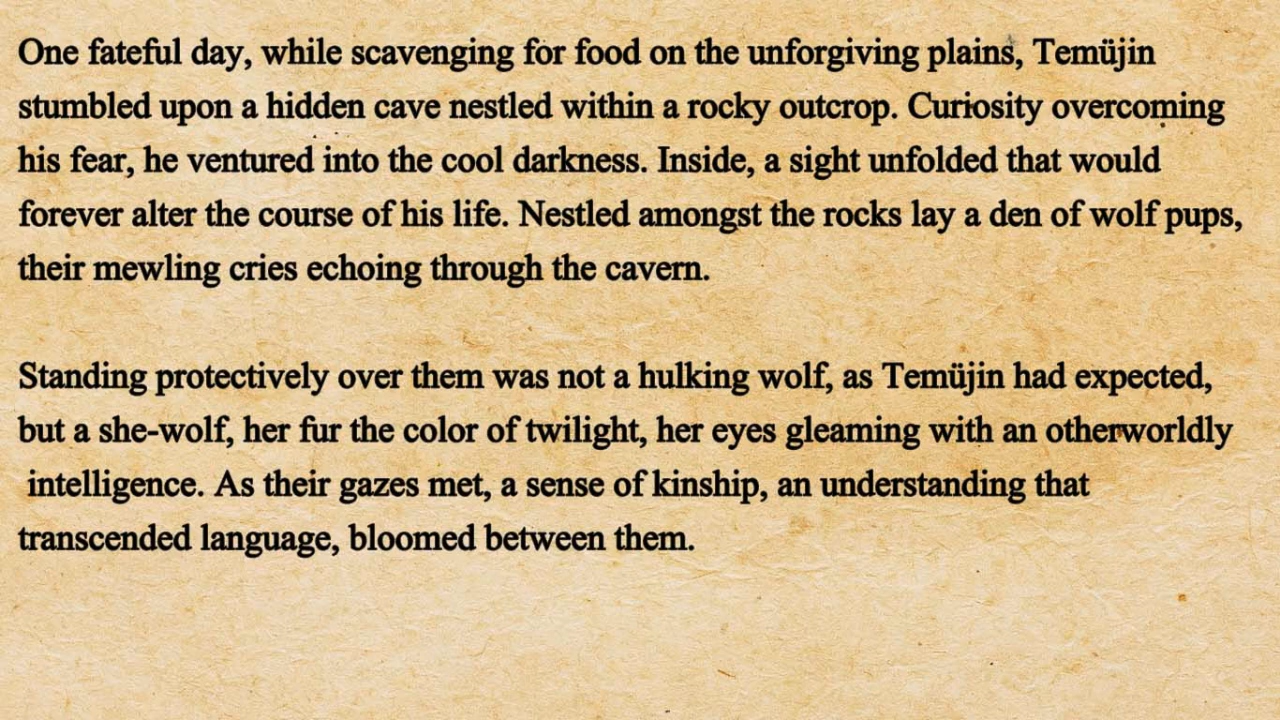 One fateful day, while scavenging for food on the unforgiving plains, Temüjin
stumbled upon a hidden cave nestled within a rocky outcrop. Curiosity overcoming
his fear, he ventured into the cool darkness. Inside, a sight unfolded that would
forever alter the course of his life. Nestled amongst the rocks lay a den of wolf pups,
their mewling cries echoing through the cavern.
Standing protectively over them was not a hulking wolf, as Temüjin had expected,
but a she-wolf, her fur the color of twilight, her eyes gleaming with an otherworldly
intelligence. As their gazes met, a sense of kinship, an understanding that
transcended language, bloomed between them.